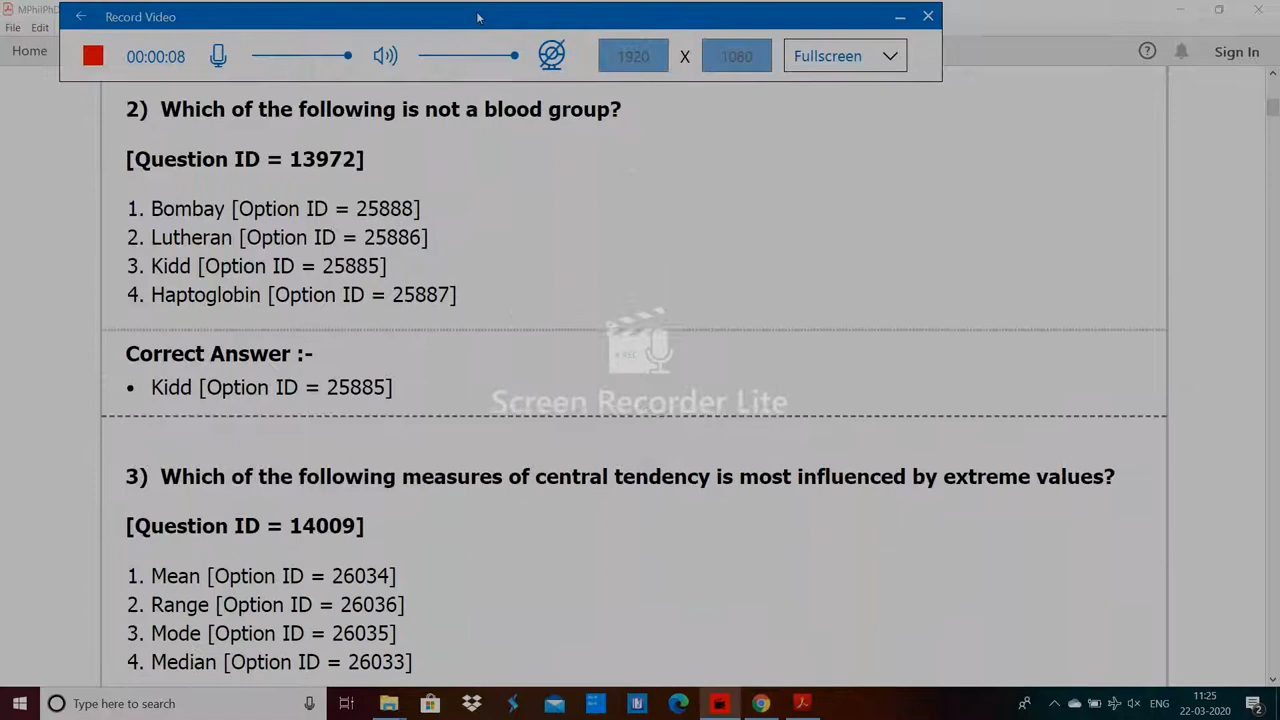 MPhilPhD
Record Video
File Edit
00:00:08
1920 X 1080 Fullscreen
Home
Sign In
2) Which of the following is not a blood group?
[Question ID = 13972]
1. Bombay [Option ID = 25888]
2. Lutheran [Option ID = 25886]
3. Kidd [Option ID = 25885]
4. Haptoglobin [Option ID = 25887]
Correct Answer :-
• Kidd [Option ID = 25885]
Screen Recorder Lite
3) Which of the following measures of central tendency is most influenced by extreme values?
[Question ID = 14009]
1. Mean [Option ID = 26034]
2. Range [Option ID = 26036]
3. Mode [Option ID = 26035]
4. Median [Option ID = 26033]
Type here to search
ENG
11:25
22-03-2020
2